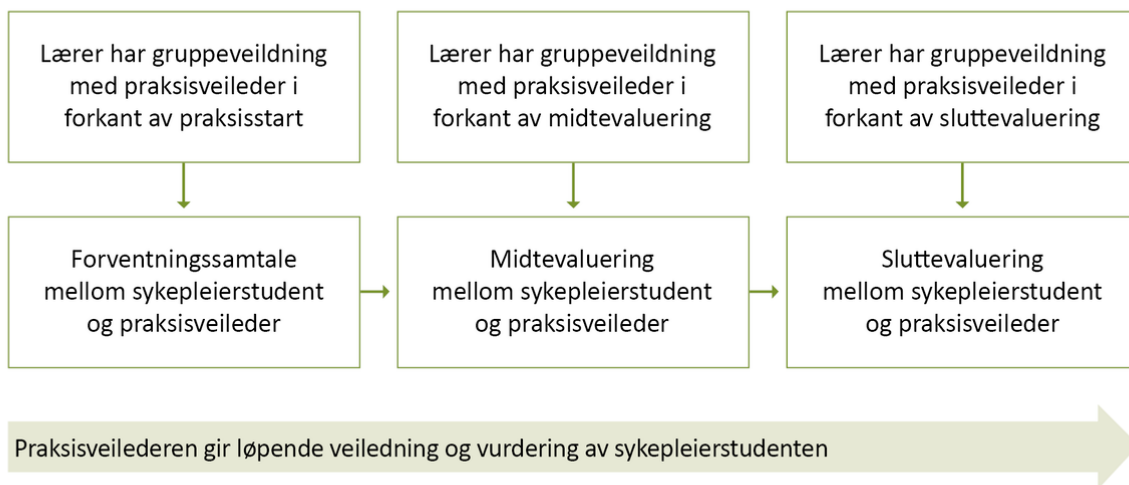 Lærer har gruppeveildning
med praksisveileder i
forkant av praksisstart
Lærer har gruppeveildning
med praksisveileder i
forkant av midtevaluering
Lærer har gruppeveildning
med praksisveileder i
forkant av sluttevaluering
Forventningssamtale
mellom sykepleierstudent
og praksisveileder
Midtevaluering
mellom sykepleierstudent
og praksisveileder
Sluttevaluering
mellom sykepleierstudent
og praksisveileder
Praksisveilederen gir løpende veiledning og vurdering av sykepleierstudenten